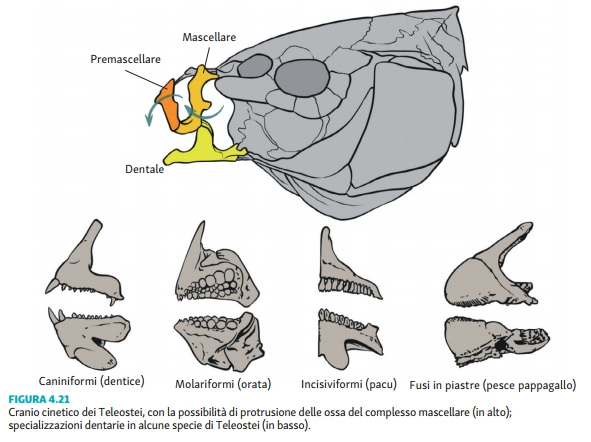 Mascellare
Premascellare
Dentale
Caniniformi (dentice)
Molariformi (orata)
Incisiviformi (pacu)
Fusi in piastre (pesce pappagallo)
FIGURA 4.21
Cranio cinetico dei Teleostei, con la possibilità di protrusione delle ossa del complesso mascellare (in alto);
specializzazioni dentarie in alcune specie di Teleostei (in basso).